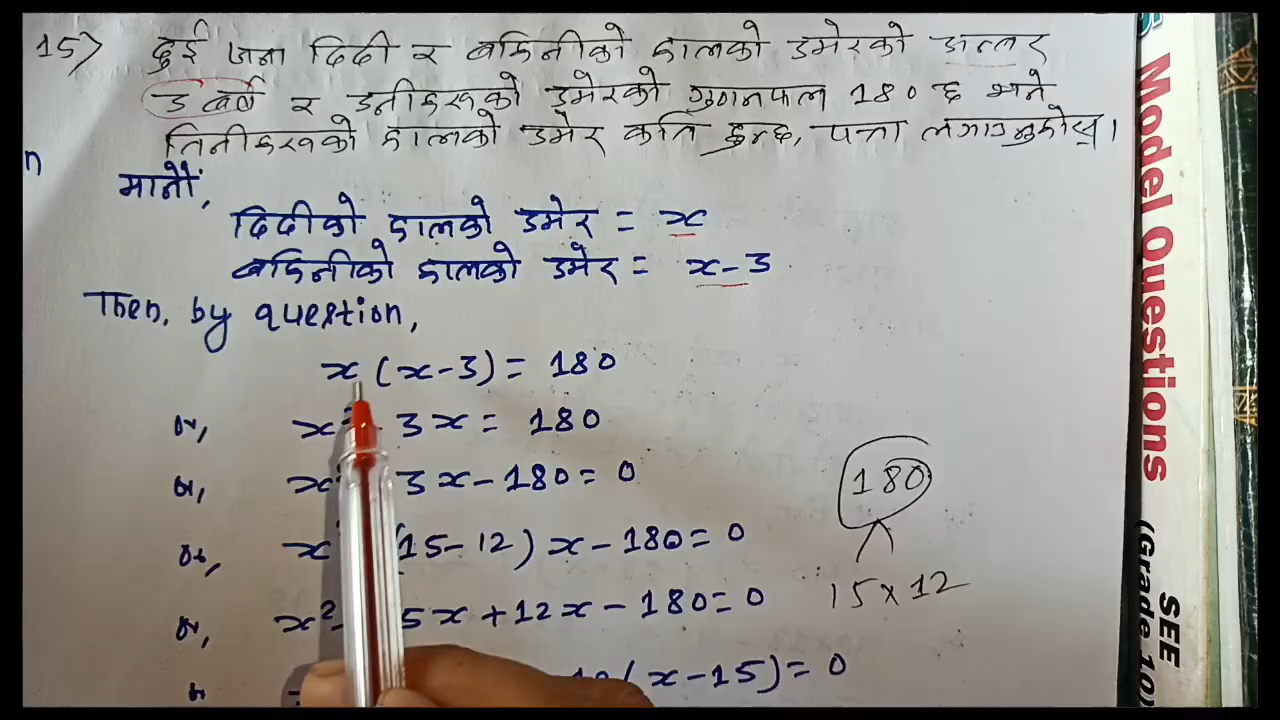 15) दुई जना दिदी र बहिनीको हालको उमेरको अन्तर
3 वर्ष र उनीहरूको उमेरको गुणनफल 180 छ भने
तिनीहरूको हालको उमेर कति हुन्छ, पत्ता लगाउनुहोस्।
n मानौं,
दिदीको हालको उमेर = x
बहिनीको हालको उमेर = x-3
Then, by question,
x(x-3) = 180
or, 3x = 180
or, 3x - 180 = 0
or, (15-12)x - 180 = 0
or, x² 5x + 12x - 180 = 0
(x-15) = 0
180
15×12
Model Questions
SEE
(Grade 10)